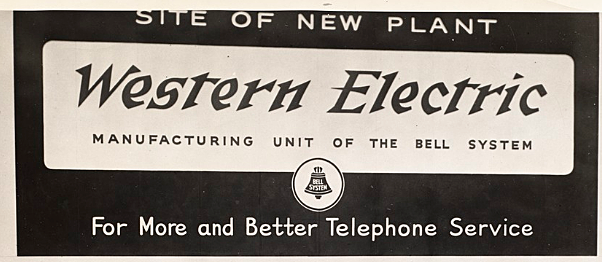 SITE OF NEW PLANT
Western Electric
MANUFACTURING UNIT OF THE BELL SYSTEM
BELL
SYSTEM
For More and Better Telephone Service